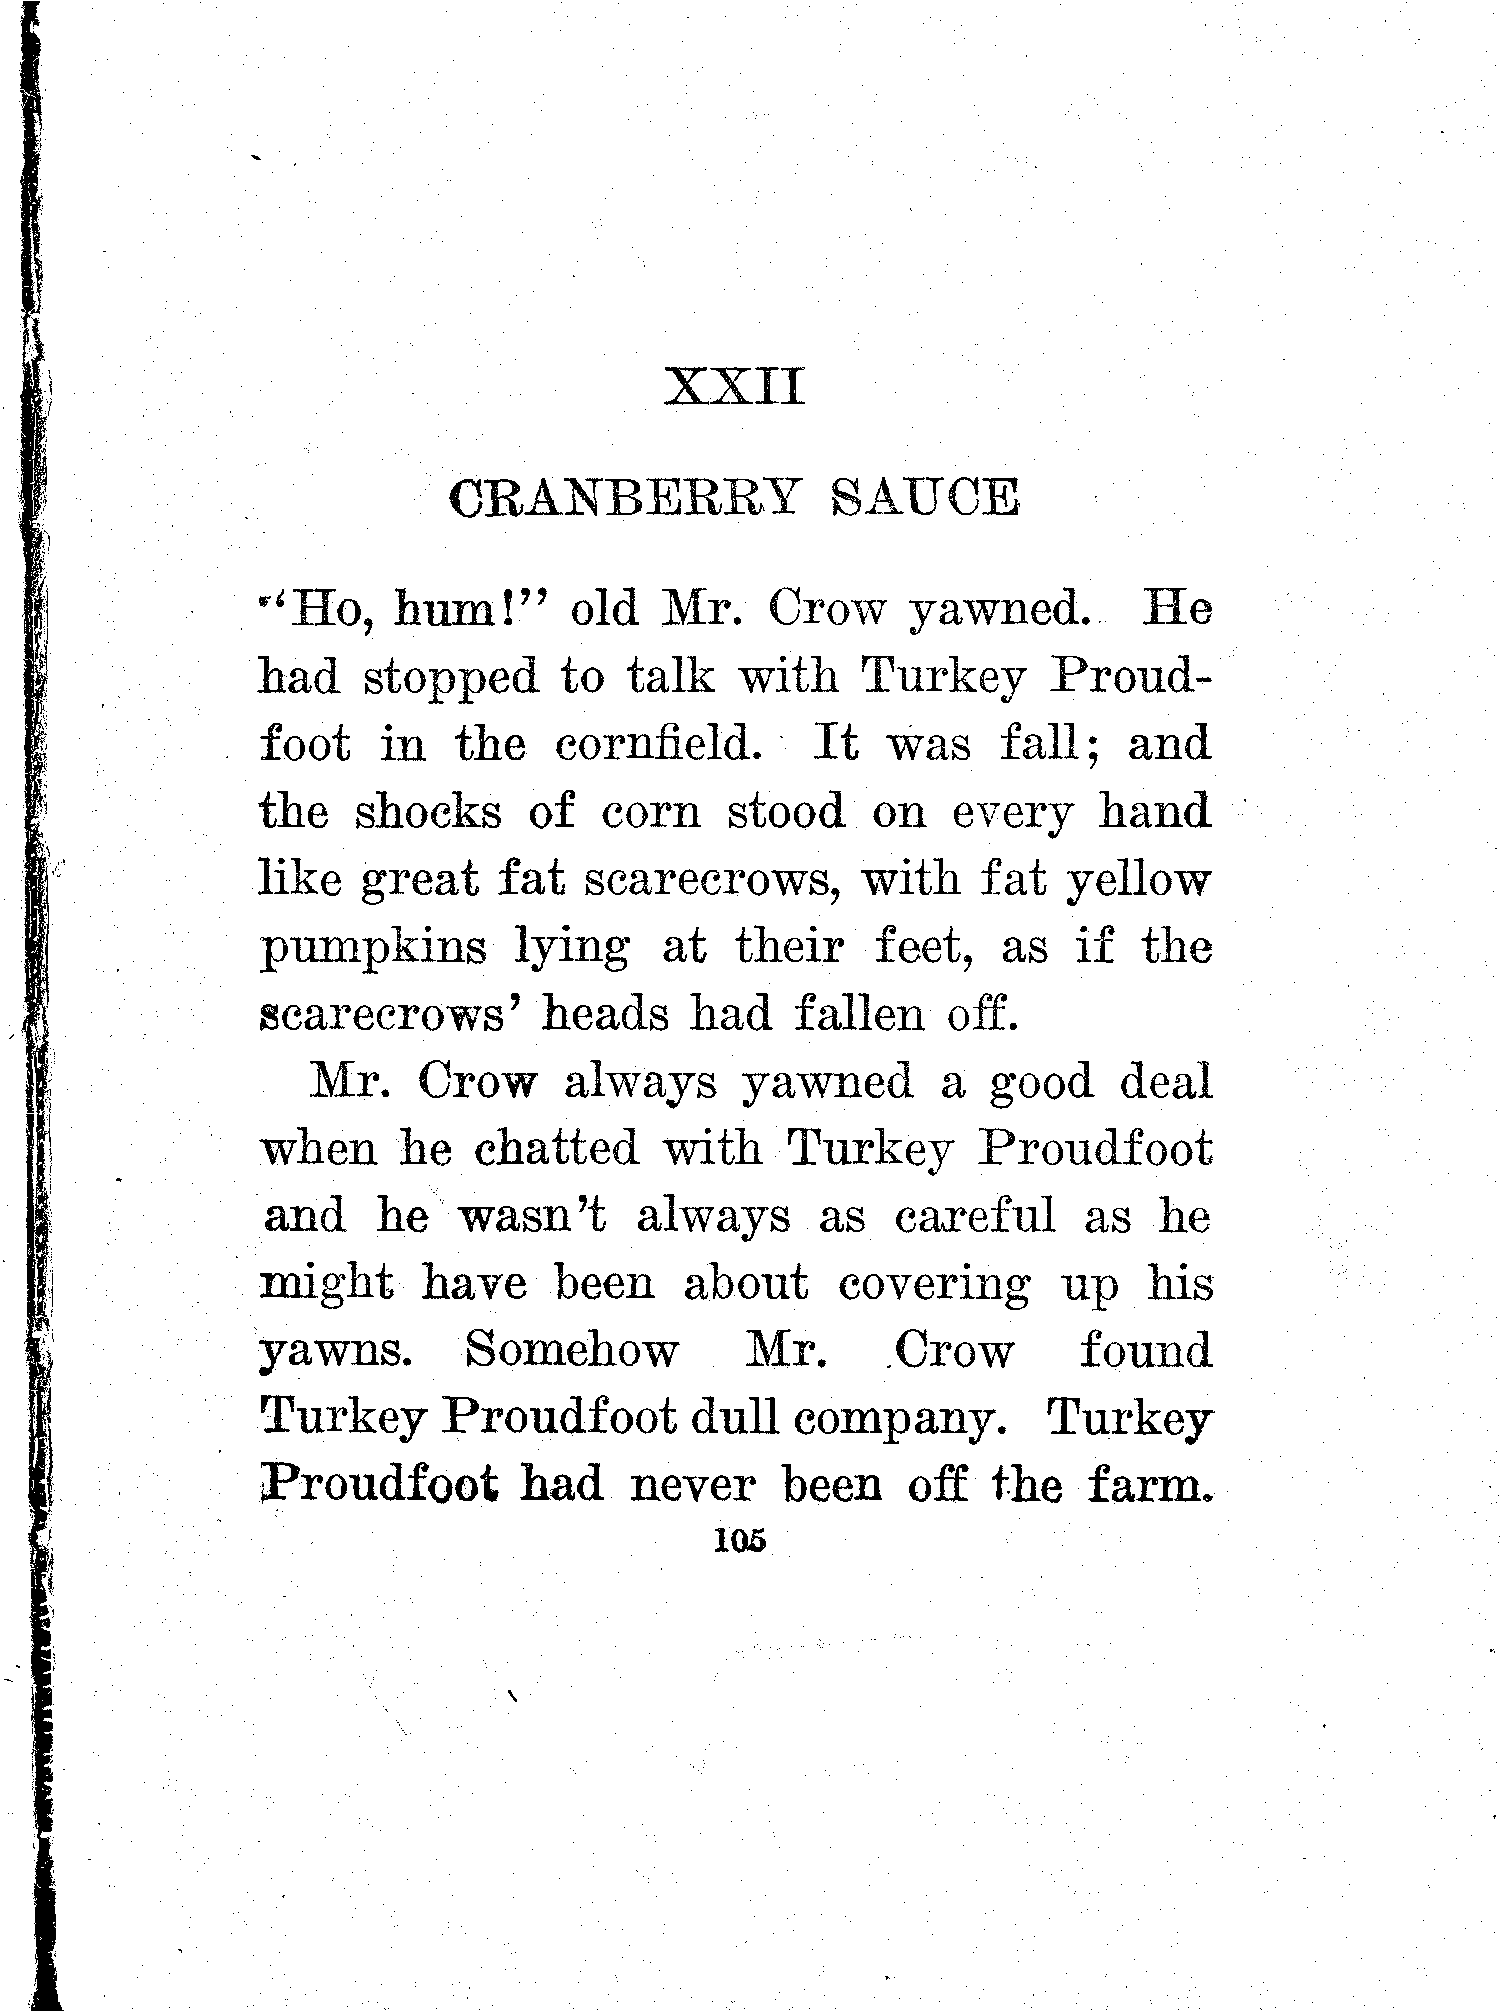 XXII
CRANBERRY SAUCE
"Ho, hum!" old Mr. Crow yawned. He
had stopped to talk with Turkey Proud-
foot in the cornfield. It was fall; and
the shocks of corn stood on every hand
like great fat scarecrows, with fat yellow
pumpkins lying at their feet, as if the
scarecrows' heads had fallen off.
Mr. Crow always yawned a good deal
when he chatted with Turkey Proudfoot
and he wasn't always as careful as he
might have been about covering up his
yawns. Somehow Mr. Crow found
Turkey Proudfoot dull company. Turkey
Proudfoot had never been off the farm.
105